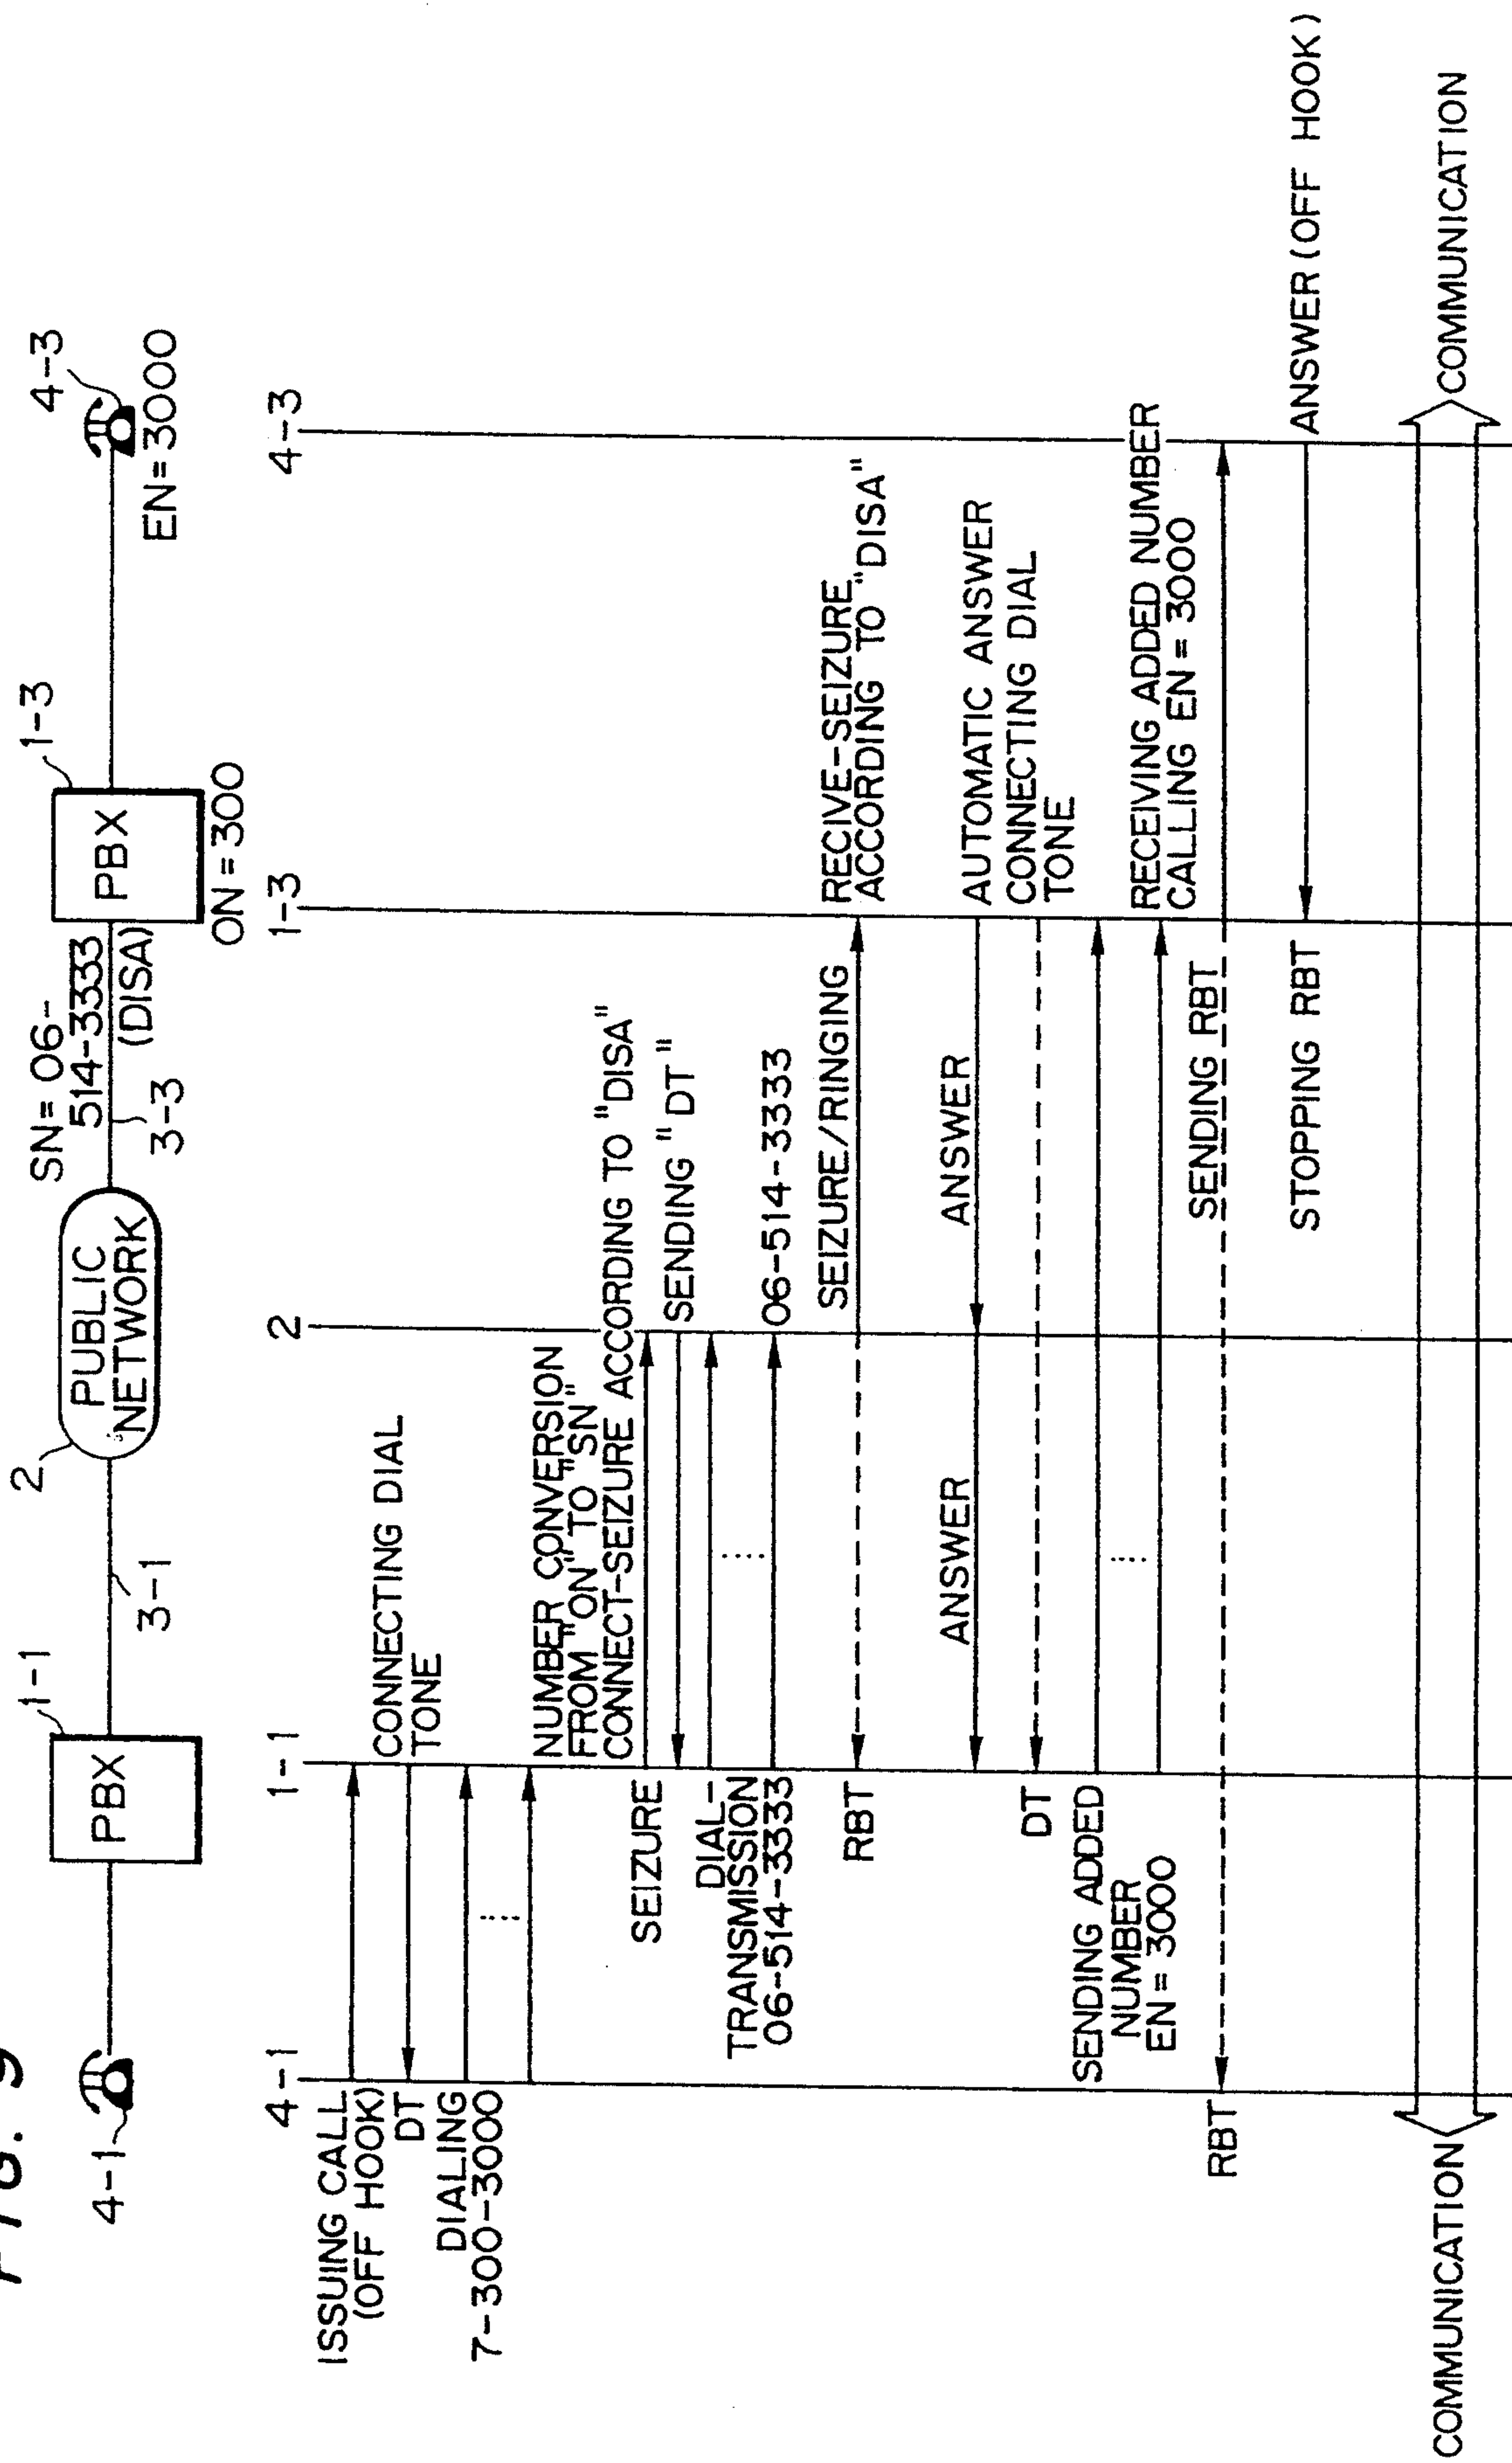 FIG. 9
4-1
PBX
1-1
3-1
2
PUBLIC
NETWORK
SN= 06-
514-3333
(DISA)
3-3
PBX
1-3
ON = 300
4-3
EN = 3000
4-1
1-1
2
1-3
4-3
ISSUING CALL
(OFF HOOK)
DT
CONNECTING DIAL
TONE
DIALING
7-300-3000
NUMBER CONVERSION
FROM "ON" TO "SN"
CONNECT-SEIZURE ACCORDING TO "DISA"
SEIZURE
SENDING "DT"
DIAL-
TRANSMISSION
06-514-3333
06-514-3333
RBT
SEIZURE/RINGING
RECIVE-SEIZURE
ACCORDING TO "DISA"
ANSWER
ANSWER
AUTOMATIC ANSWER
CONNECTING DIAL
TONE
DT
SENDING ADDED
NUMBER
EN = 3000
RECEIVING ADDED NUMBER
CALLING EN = 3000
RBT
SENDING RBT
STOPPING RBT
ANSWER (OFF HOOK)
COMMUNICATION
COMMUNICATION